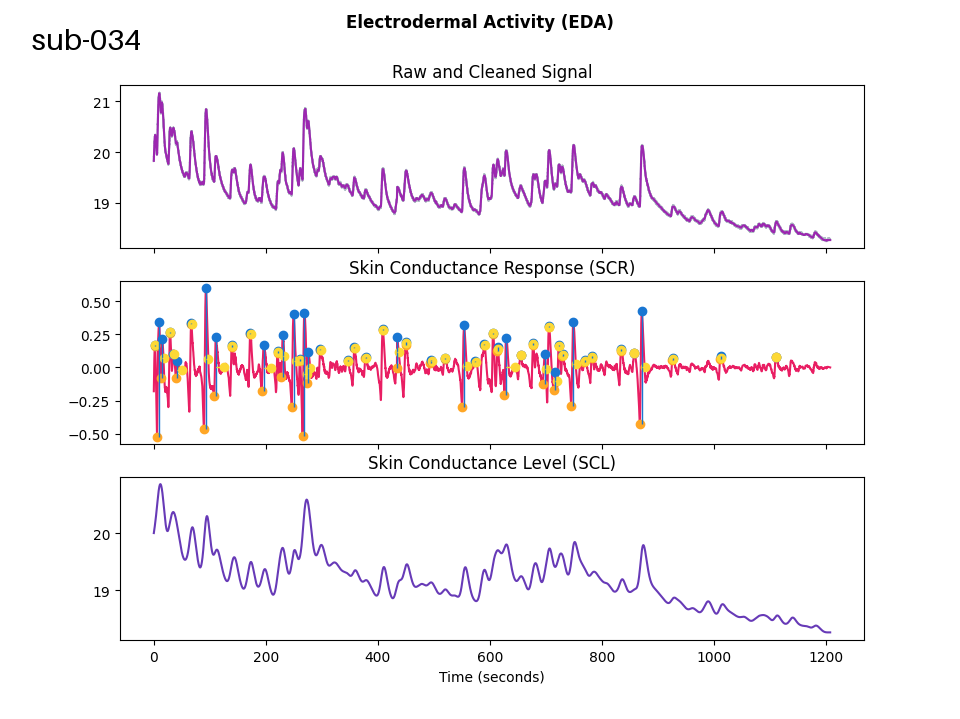 Electrodermal Activity (EDA)
sub-034
Raw and Cleaned Signal
21
20
19
Skin Conductance Response (SCR)
0.50
0.25
0.00
−0.25
−0.50
Skin Conductance Level (SCL)
20
19
0 200 400 600 800 1000 1200
Time (seconds)